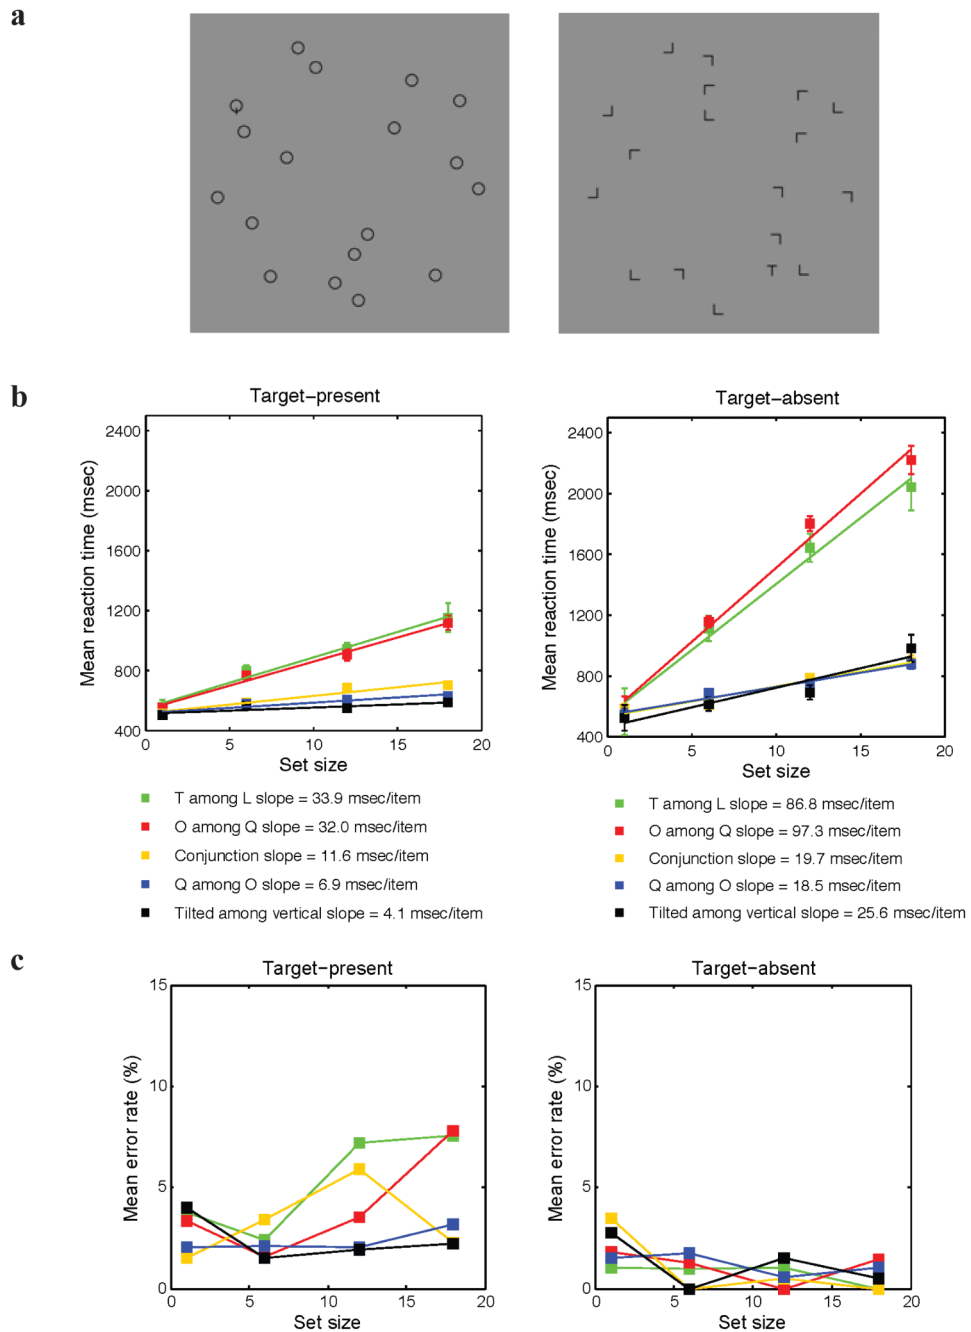 a
b
Target-present
Mean reaction time (msec)
2400
2000
1600
1200
800
400
0
5
10
15
20
Set size
T among L slope = 33.9 msec/item
O among Q slope = 32.0 msec/item
Conjunction slope = 11.6 msec/item
Q among O slope = 6.9 msec/item
Tilted among vertical slope = 4.1 msec/item
Target-absent
Mean reaction time (msec)
2400
2000
1600
1200
800
400
0
5
10
15
20
Set size
T among L slope = 86.8 msec/item
O among Q slope = 97.3 msec/item
Conjunction slope = 19.7 msec/item
Q among O slope = 18.5 msec/item
Tilted among vertical slope = 25.6 msec/item
c
Target-present
Mean error rate (%)
15
10
5
0
0
5
10
15
20
Set size
Target-absent
Mean error rate (%)
15
10
5
0
0
5
10
15
20
Set size